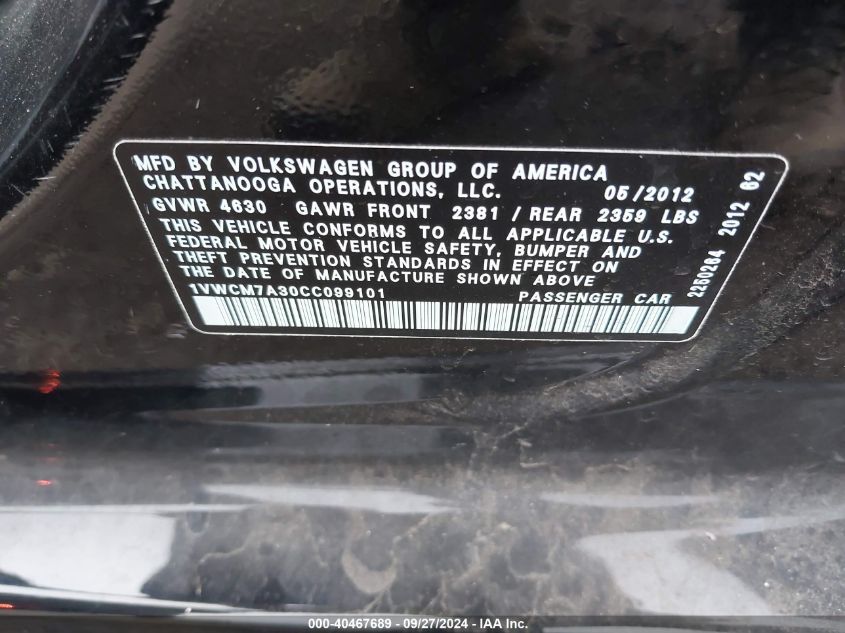 MFD BY VOLKSWAGEN GROUP OF AMERICA
CHATTANOOGA OPERATIONS, LLC. 05/2012
GVWR 4630 GAWR FRONT 2381 / REAR 2359 LBS
THIS VEHICLE CONFORMS TO ALL APPLICABLE U.S.
FEDERAL MOTOR VEHICLE SAFETY, BUMPER AND
THEFT PREVENTION STANDARDS IN EFFECT ON
THE DATE OF MANUFACTURE SHOWN ABOVE
1VWCM7A30CC099101 PASSENGER CAR
2250204 2012 62
000-40467689 - 09/27/2024 - IAA Inc.